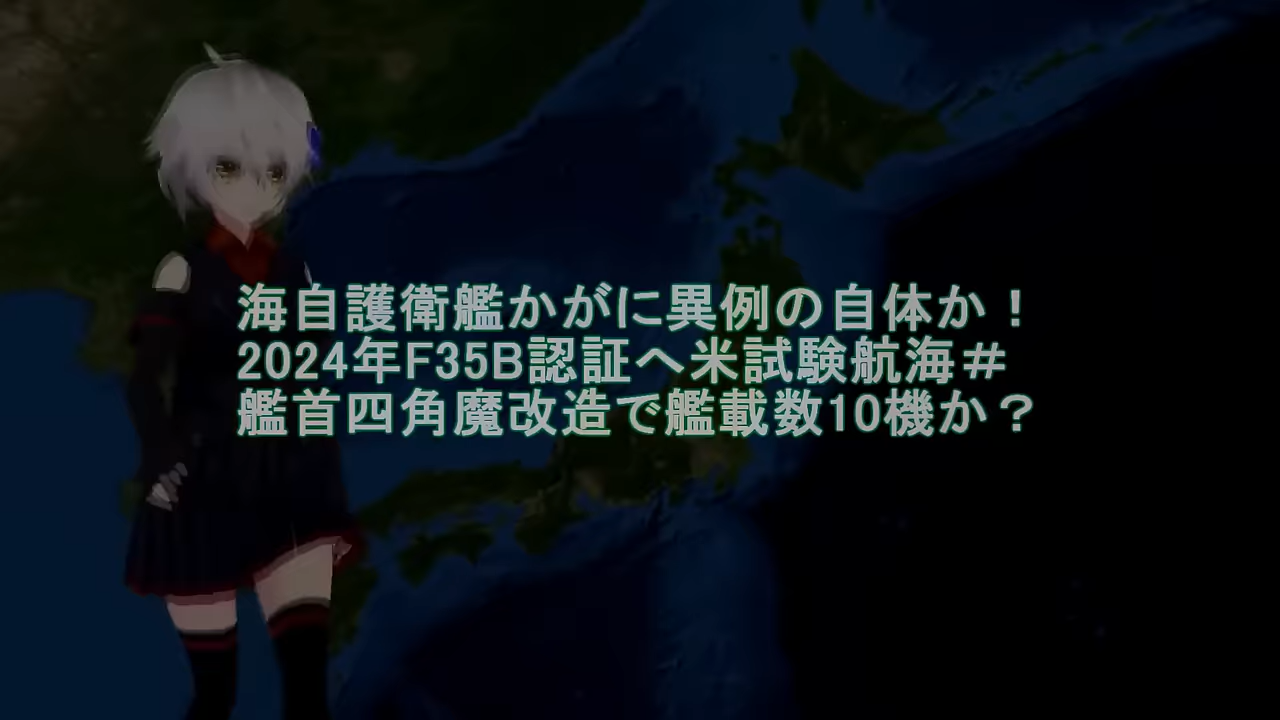 海自護衛艦かがに異例の自体か！
2024年F35B認証へ米試験航海＃
艦首四角魔改造で艦載数10機か？